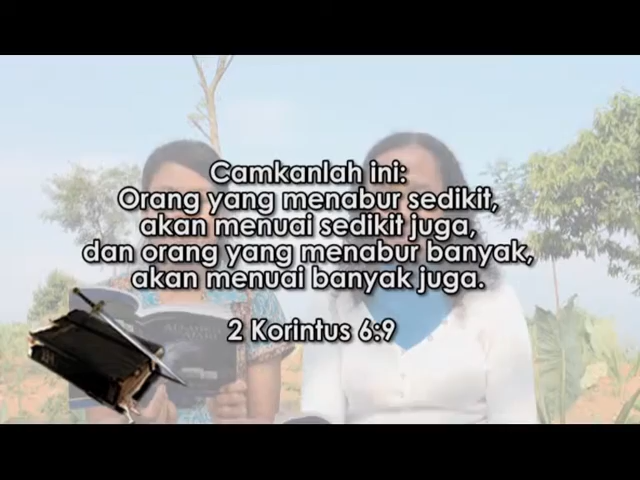 Camkanlah ini:
Orang yang menabur sedikit,
akan menuai sedikit juga,
dan orang yang menabur banyak,
akan menuai banyak juga.
2 Korintus 6:9